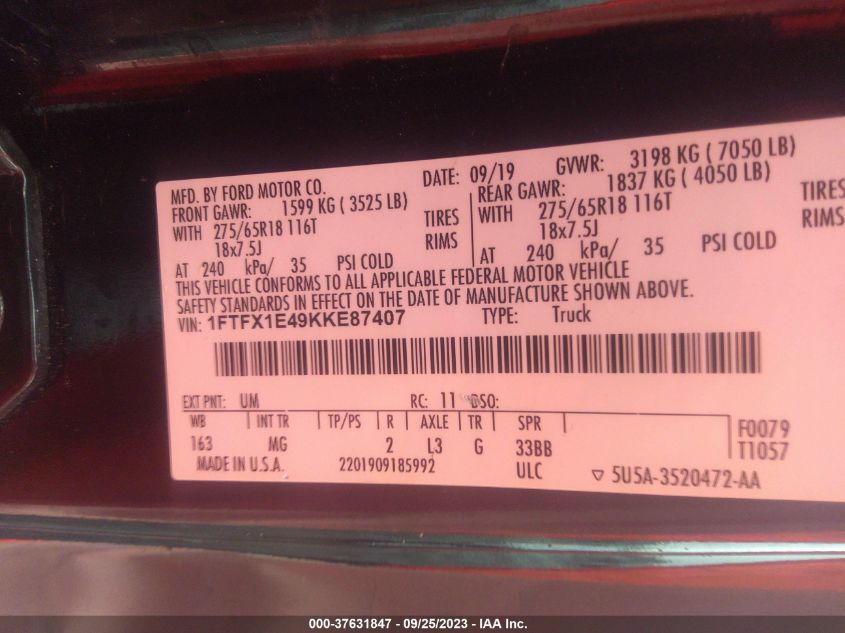 MFD. BY FORD MOTOR CO. DATE: 09/19 GVWR: 3198 KG ( 7050 LB)
FRONT GAWR: 1599 KG ( 3525 LB) REAR GAWR: 1837 KG ( 4050 LB)
WITH 275/65R18 116T TIRES WITH 275/65R18 116T TIRES
18x7.5J RIMS 18x7.5J RIMS
AT 240 kPa/ 35 PSI COLD AT 240 kPa/ 35 PSI COLD
THIS VEHICLE CONFORMS TO ALL APPLICABLE FEDERAL MOTOR VEHICLE
SAFETY STANDARDS IN EFFECT ON THE DATE OF MANUFACTURE SHOWN ABOVE.
VIN: 1FTFX1E49KKE87407 TYPE: Truck
EXT PNT: UM RC: 11 DSO:
WB INT TR TP/PS R AXLE TR SPR F0079
163 MG 2 L3 G 33BB T1057
MADE IN U.S.A. 2201909185992 ULC 5U5A-3520472-AA
000-37631847 - 09/25/2023 - IAA Inc.